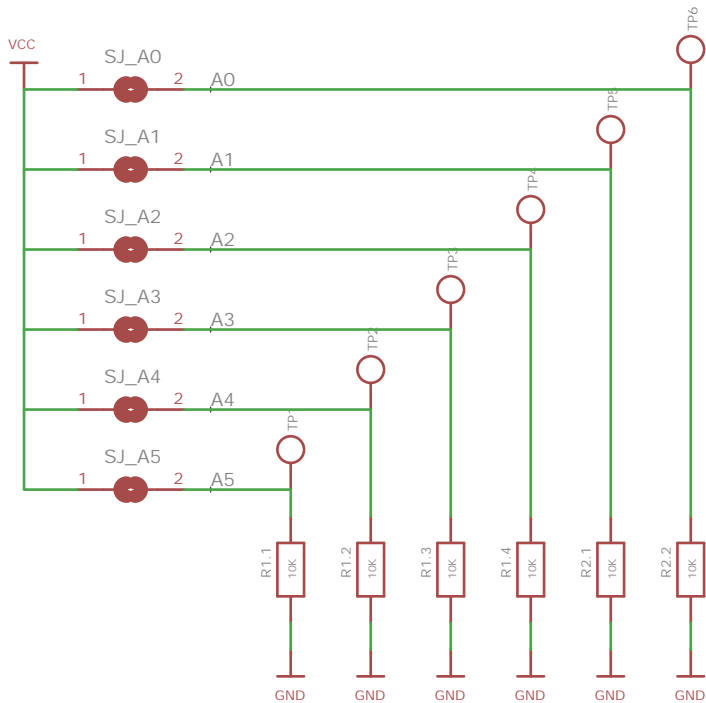 TP6
VCC
SJ_A0
1 2 A0
TP5
SJ_A1
1 2 A1
TP4
SJ_A2
1 2 A2
TP3
SJ_A3
1 2 A3
TP2
SJ_A4
1 2 A4
TP1
SJ_A5
1 2 A5
R1.1 10K R1.2 10K R1.3 10K R1.4 10K R2.1 10K R2.2 10K
GND GND GND GND GND GND